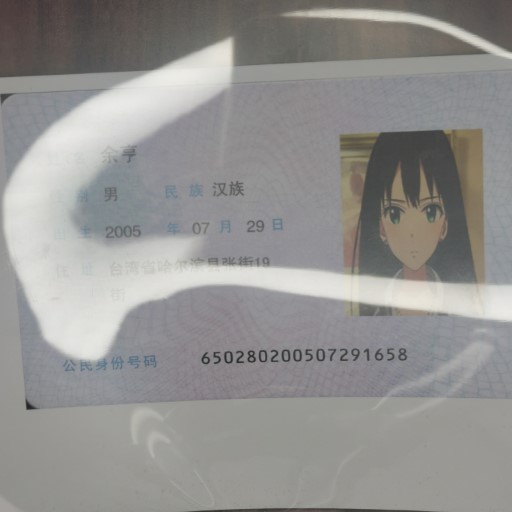 姓名 余亨
性别 男 民族 汉族
出生 2005 年 07 月 29 日
住址 台湾省哈尔滨县张街19
街
公民身份号码 650280200507291658